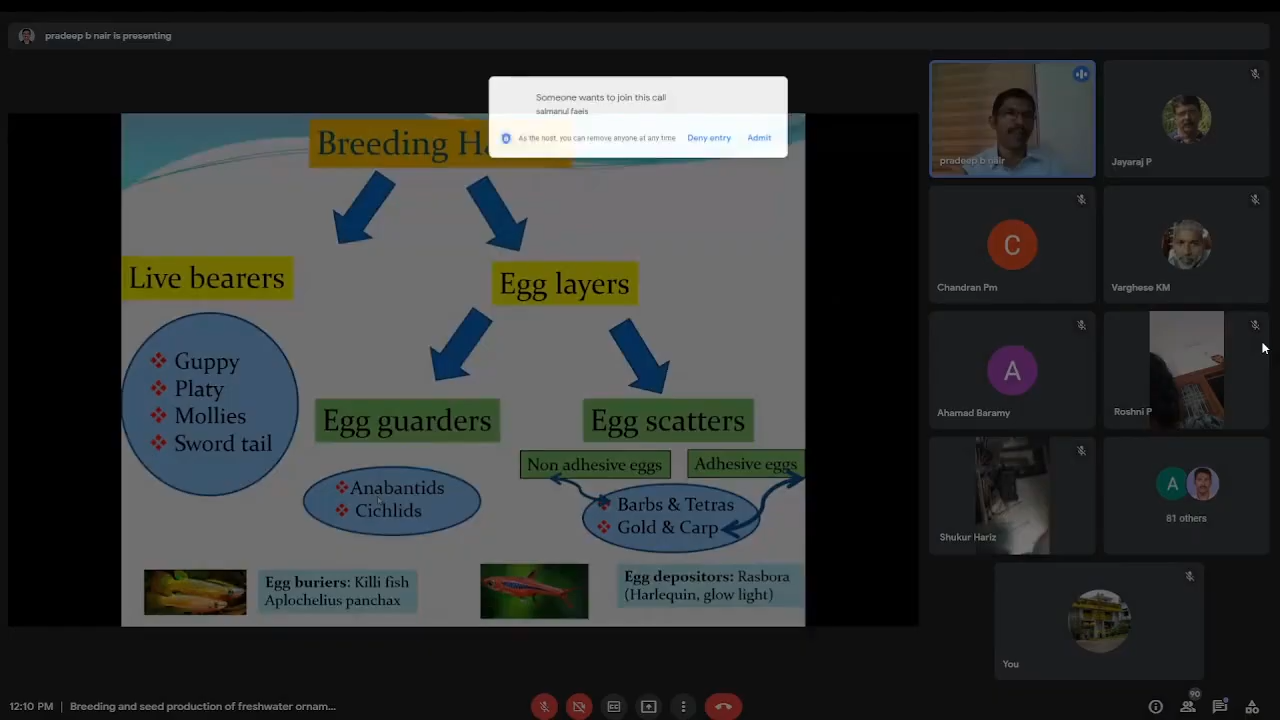 pradeep b nair is presenting
Someone wants to join this call
salmanul faeis
As the host, you can remove anyone at any time
Deny entry
Admit
Breeding
Live bearers
Egg layers
Guppy
Platy
Mollies
Sword tail
Egg guarders
Egg scatters
Non adhesive eggs
Adhesive eggs
Anabantids
Cichlids
Barbs & Tetras
Gold & Carp
Egg buriers: Killi fish
Aplochelius panchax
Egg depositors: Rasbora
(Harlequin, glow light)
pradeep b nair
Jayaraj P
C
Chandran Pm
Varghese KM
A
Ahamad Baramy
Roshni P
Shukur Hariz
A
81 others
You
12:10 PM | Breeding and seed production of freshwater ornam...
90